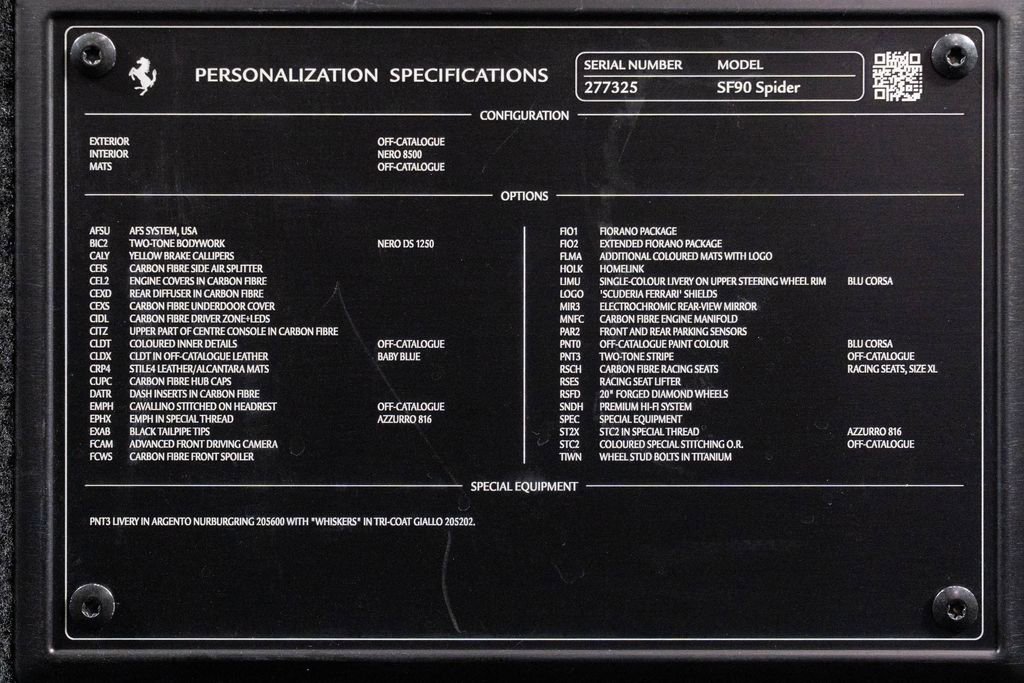 PERSONALIZATION SPECIFICATIONS
SERIAL NUMBER MODEL
277325 SF90 Spider
CONFIGURATION
EXTERIOR OFF-CATALOGUE
INTERIOR NERO 8500
MATS OFF-CATALOGUE
OPTIONS
AFSU AFS SYSTEM, USA
BIC2 TWO-TONE BODYWORK NERO DS 1250
CALY YELLOW BRAKE CALLIPERS
CEIS CARBON FIBRE SIDE AIR SPLITTER
CEL2 ENGINE COVERS IN CARBON FIBRE
CEXD REAR DIFFUSER IN CARBON FIBRE
CEXS CARBON FIBRE UNDERDOOR COVER
CIDL CARBON FIBRE DRIVER ZONE+LEDS
CITZ UPPER PART OF CENTRE CONSOLE IN CARBON FIBRE
CLDT COLOURED INNER DETAILS OFF-CATALOGUE
CLDX CLDT IN OFF-CATALOGUE LEATHER BABY BLUE
CRP4 STILE4 LEATHER/ALCANTARA MATS
CUPC CARBON FIBRE HUB CAPS
DATR DASH INSERTS IN CARBON FIBRE
EMPH CAVALLINO STITCHED ON HEADREST OFF-CATALOGUE
EPHX EMPH IN SPECIAL THREAD AZZURRO 816
EXAB BLACK TAILPIPE TIPS
FCAM ADVANCED FRONT DRIVING CAMERA
FCWS CARBON FIBRE FRONT SPOILER
FIO1 FIORANO PACKAGE
FIO2 EXTENDED FIORANO PACKAGE
FLMA ADDITIONAL COLOURED MATS WITH LOGO
HOLK HOMELINK
LIMU SINGLE-COLOUR LIVERY ON UPPER STEERING WHEEL RIM BLU CORSA
LOGO 'SCUDERIA FERRARI' SHIELDS
MIR3 ELECTROCHROMIC REAR-VIEW MIRROR
MNFC CARBON FIBRE ENGINE MANIFOLD
PAR2 FRONT AND REAR PARKING SENSORS
PNT0 OFF-CATALOGUE PAINT COLOUR BLU CORSA
PNT3 TWO-TONE STRIPE OFF-CATALOGUE
RSCH CARBON FIBRE RACING SEATS RACING SEATS, SIZE XL
RSES RACING SEAT LIFTER
RSFD 20" FORGED DIAMOND WHEELS
SNDH PREMIUM HI-FI SYSTEM
SPEC SPECIAL EQUIPMENT
ST2X STC2 IN SPECIAL THREAD AZZURRO 816
STC2 COLOURED SPECIAL STITCHING O.R. OFF-CATALOGUE
TIWN WHEEL STUD BOLTS IN TITANIUM
SPECIAL EQUIPMENT
PNT3 LIVERY IN ARGENTO NURBURGRING 205600 WITH "WHISKERS" IN TRI-COAT GIALLO 205202.